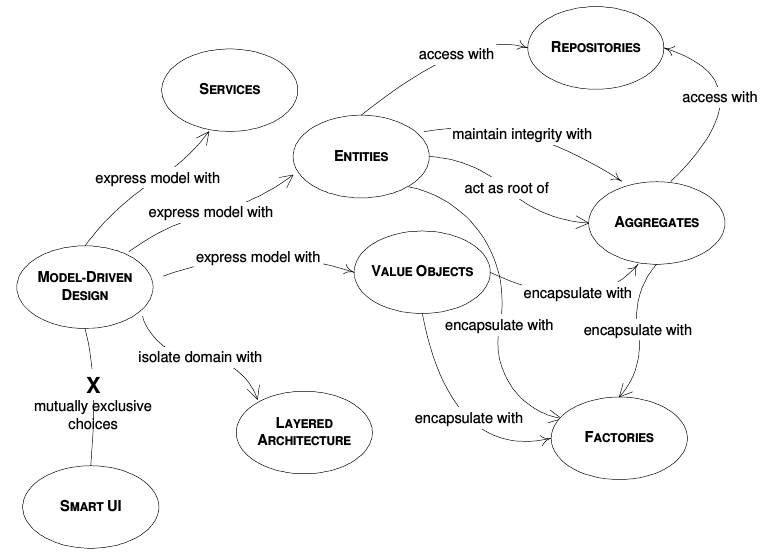 REPOSITORIES
access with
SERVICES
access with
maintain integrity with
ENTITIES
express model with
act as root of
express model with
AGGREGATES
express model with
VALUE OBJECTS
MODEL-DRIVEN
DESIGN
encapsulate with
encapsulate with
encapsulate with
isolate domain with
X
mutually exclusive
choices
encapsulate with
LAYERED
ARCHITECTURE
FACTORIES
SMART UI